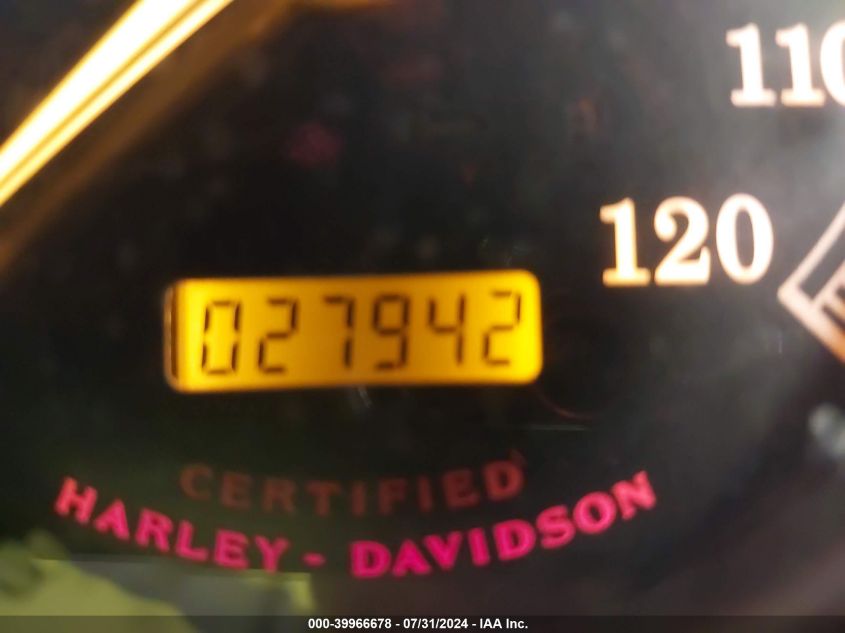 110
120
027942
CERTIFIED
HARLEY - DAVIDSON
000-39966678 - 07/31/2024 - IAA Inc.